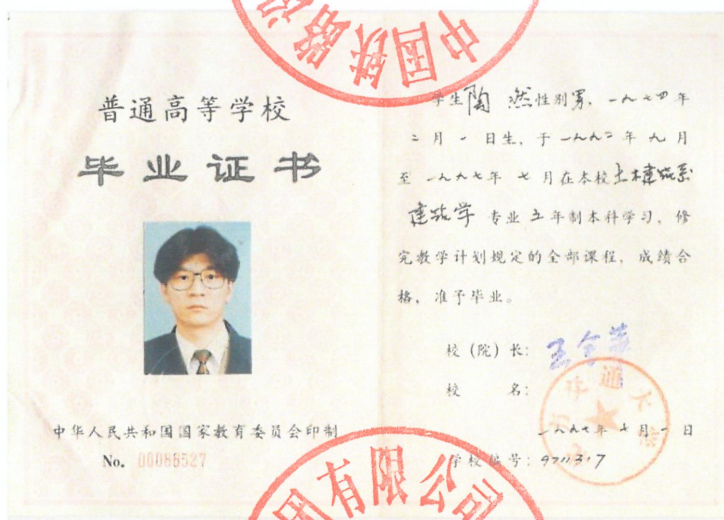 普通高等学校
毕业证书
中华人民共和国国家教育委员会印制
No. 00086527
学生陶 然性别男，一九七四年
二月一日生，于一九九二年九月
至一九九七年七月在本校土木建筑系
建筑学专业五年制本科学习，修
完教学计划规定的全部课程，成绩合
格，准予毕业。
校（院）长：
校 名：
一九九七年七月一日
学校编号：9711317
中国铁路
团有限公司